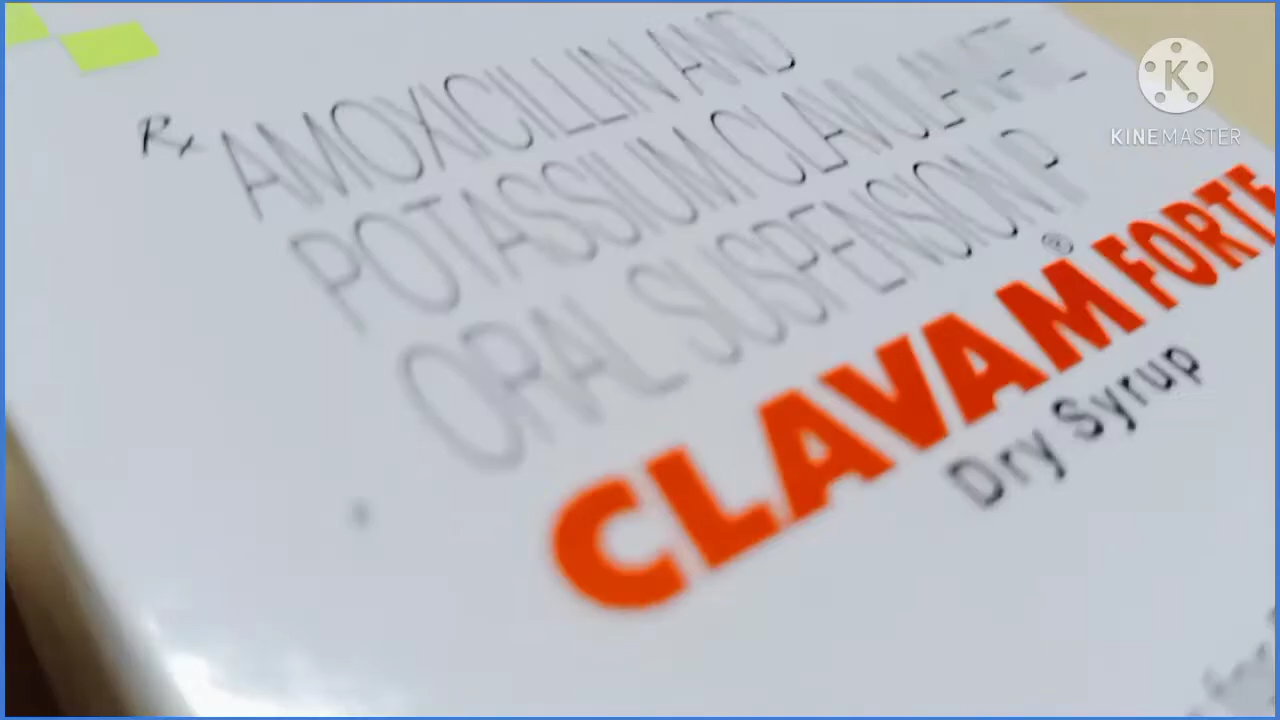 Rx AMOXICILLIN AND
POTASSIUM CLAVULANATE
ORAL SUSPENSION IP
CLAVAM® FORTE
Dry Syrup
K
KINEMASTER